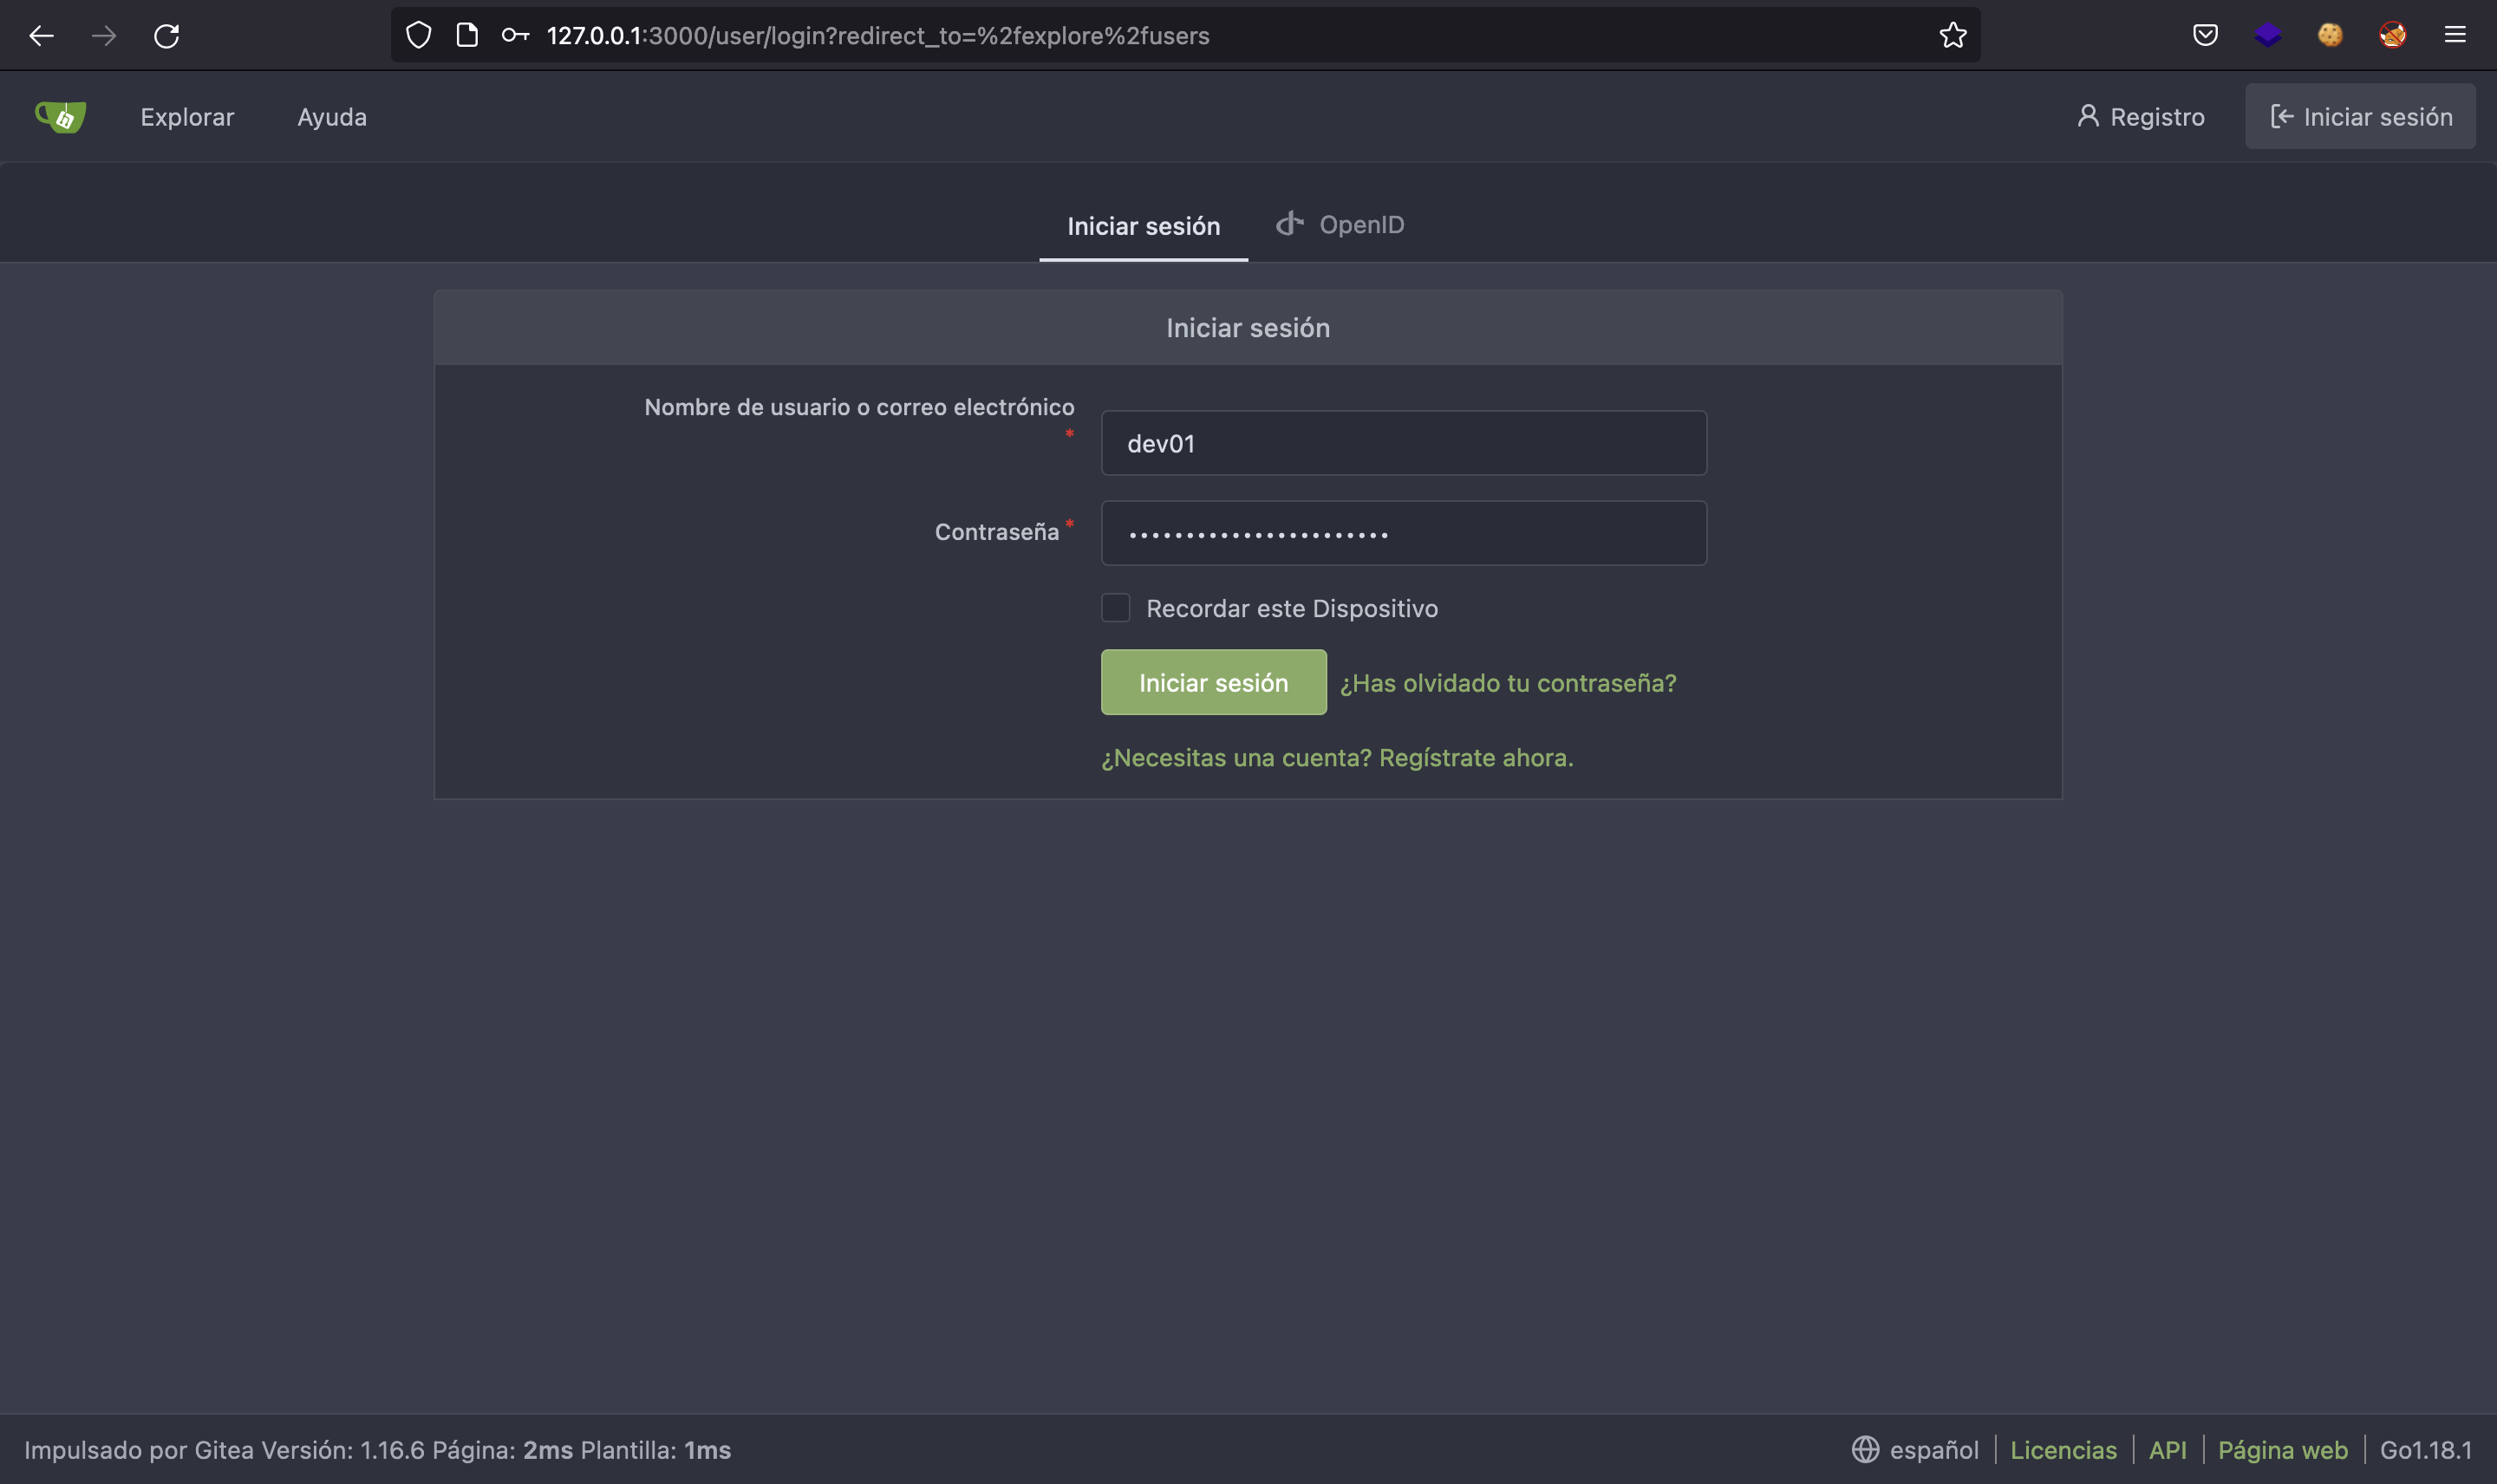 127.0.0.1:3000/user/login?redirect_to=%2fexplore%2fusers
Explorar Ayuda Registro Iniciar sesión
Iniciar sesión OpenID
Iniciar sesión
Nombre de usuario o correo electrónico
*
dev01
Contraseña *
•••••••••••••••••••••••
Recordar este Dispositivo
Iniciar sesión ¿Has olvidado tu contraseña?
¿Necesitas una cuenta? Regístrate ahora.
Impulsado por Gitea Versión: 1.16.6 Página: 2ms Plantilla: 1ms español Licencias API Página web Go1.18.1